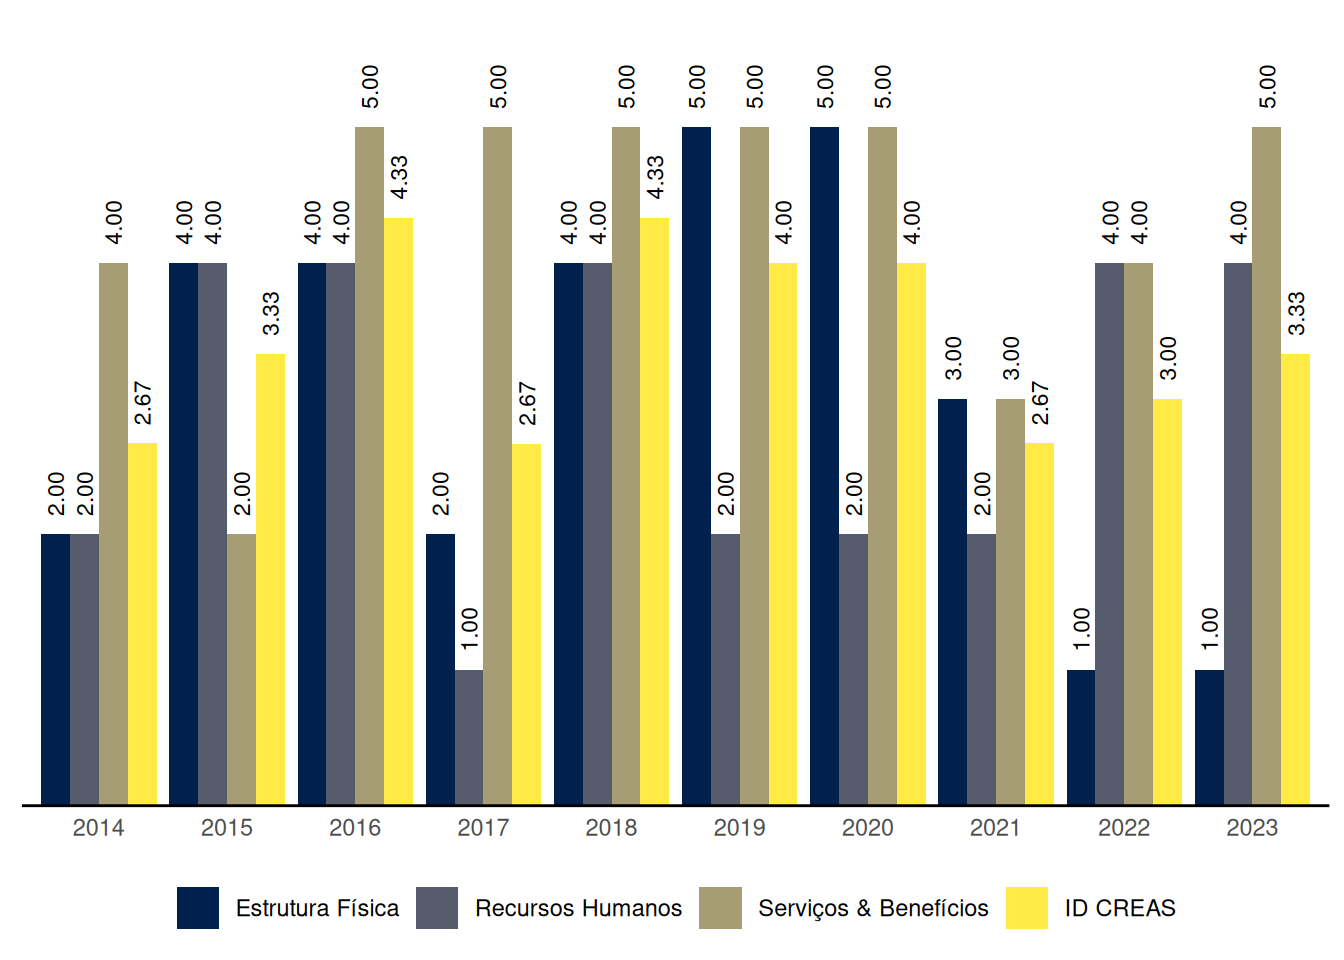 2.00 2.00 4.00 2.67
4.00 4.00 2.00 3.33
4.00 4.00 5.00 4.33
2.00 1.00 5.00 2.67
4.00 4.00 5.00 4.33
5.00 2.00 5.00 4.00
5.00 2.00 5.00 4.00
3.00 2.00 3.00 2.67
1.00 4.00 4.00 3.00
1.00 4.00 5.00 3.33
2014 2015 2016 2017 2018 2019 2020 2021 2022 2023
Estrutura Física Recursos Humanos Serviços & Benefícios ID CREAS